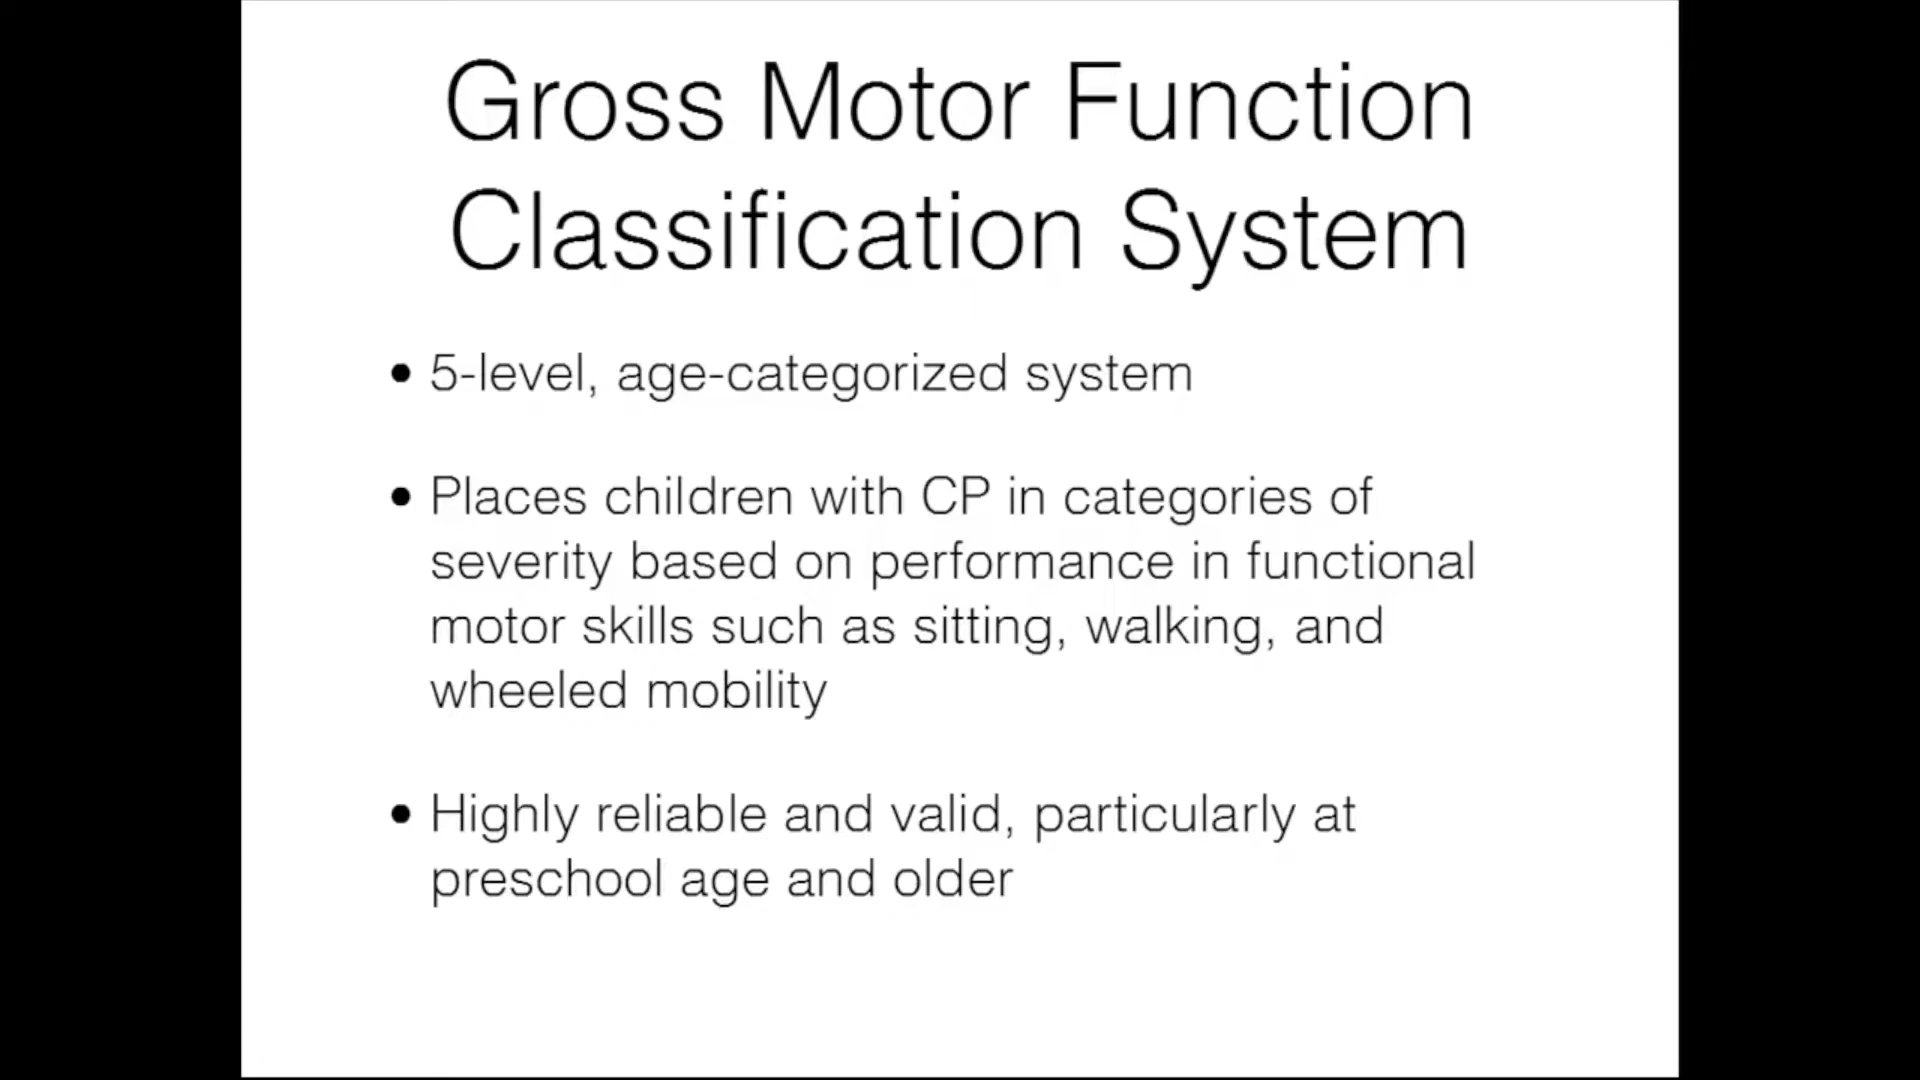 Gross Motor Function
Classification System
• 5-level, age-categorized system
• Places children with CP in categories of
severity based on performance in functional
motor skills such as sitting, walking, and
wheeled mobility
• Highly reliable and valid, particularly at
preschool age and older